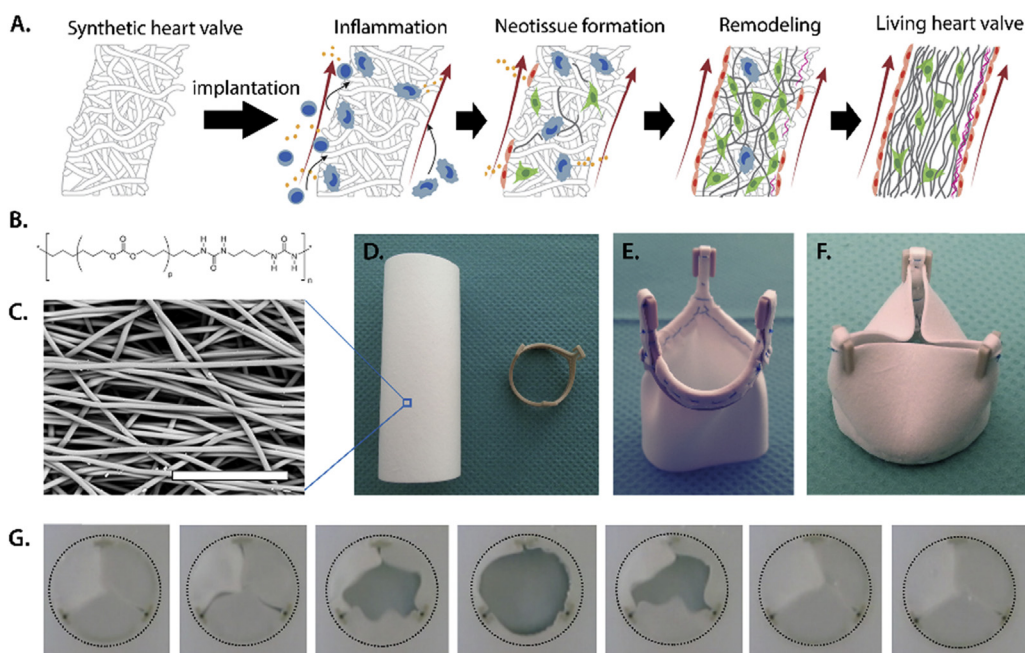 A.
Synthetic heart valve
implantation
Inflammation
Neotissue formation
Remodeling
Living heart valve
B.
* O O O p H N N H O H N O N H n *
C.
D.
E.
F.
G.